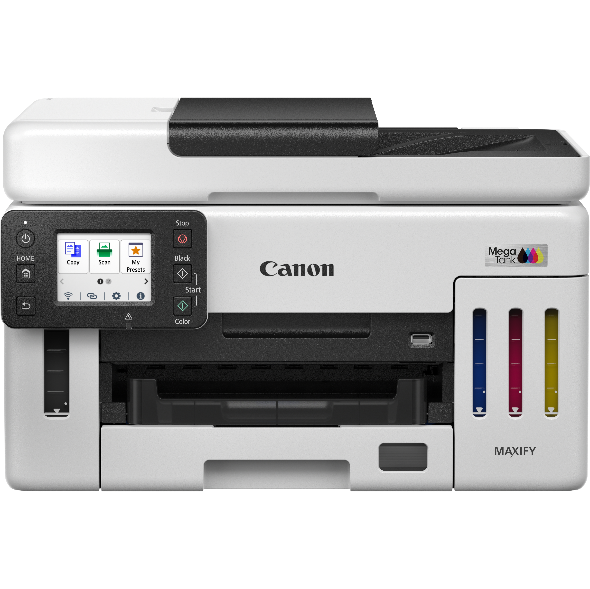 Stop
HOME
Copy
Scan
My
Presets
Black
Start
Color
Canon
Mega
Tank
MAXIFY